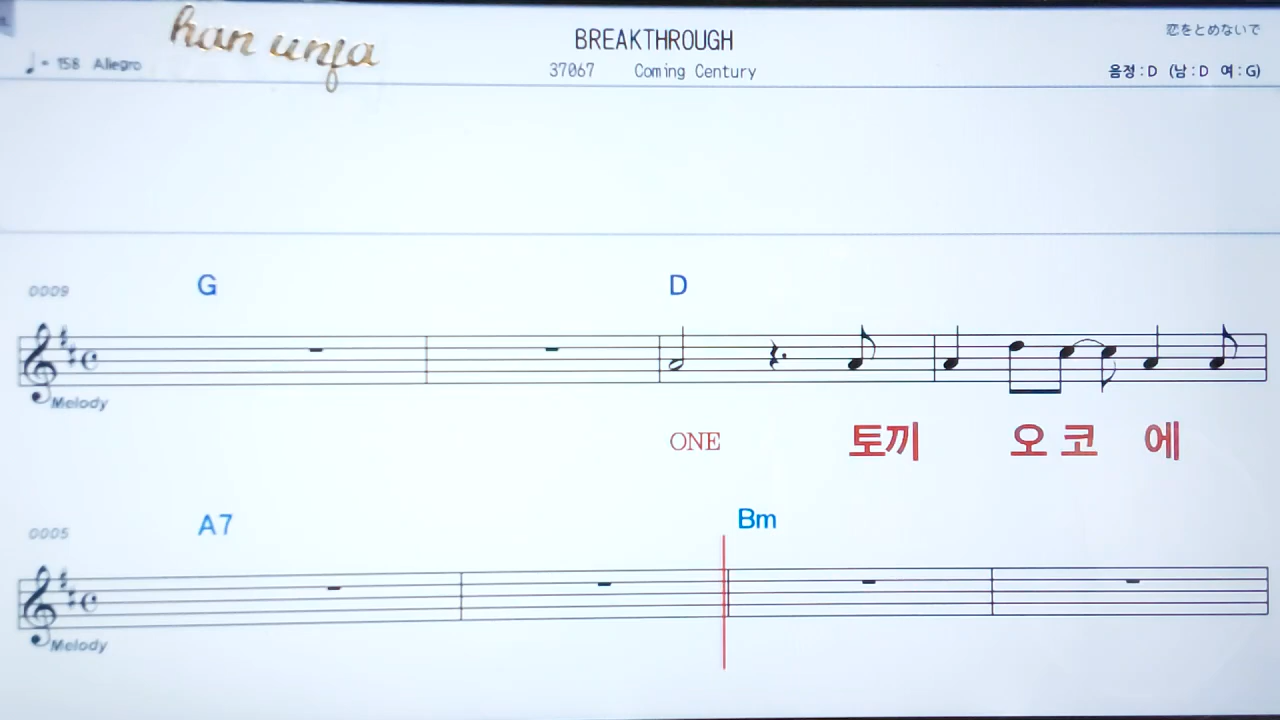 han unfa
BREAKTHROUGH
恋をとめないで
= 158 Allegro
37067 Coming Century
음정 : D (남 : D 여 : G)
0009 G D
Melody
ONE 토끼 오 코 에
0005 A7 Bm
Melody